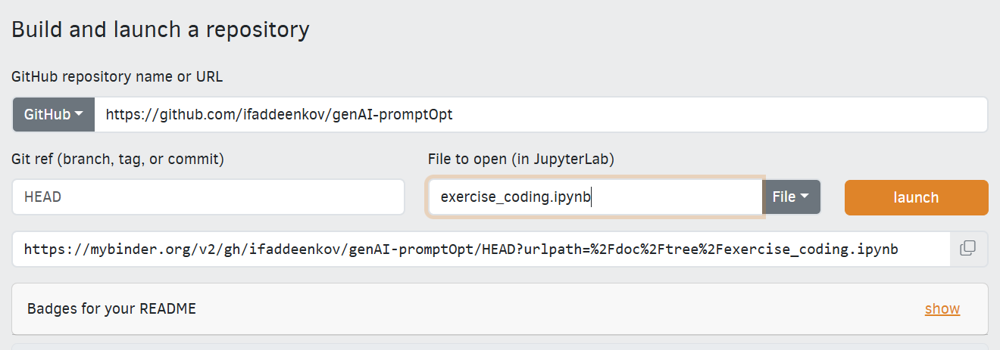 Build and launch a repository
GitHub repository name or URL
GitHub https://github.com/ifaddeenkov/genAI-promptOpt
Git ref (branch, tag, or commit) File to open (in JupyterLab)
HEAD exercise_coding.ipynb File launch
https://mybinder.org/v2/gh/ifaddeenkov/genAI-promptOpt/HEAD?urlpath=%2Fdoc%2Ftree%2Fexercise_coding.ipynb
Badges for your README show